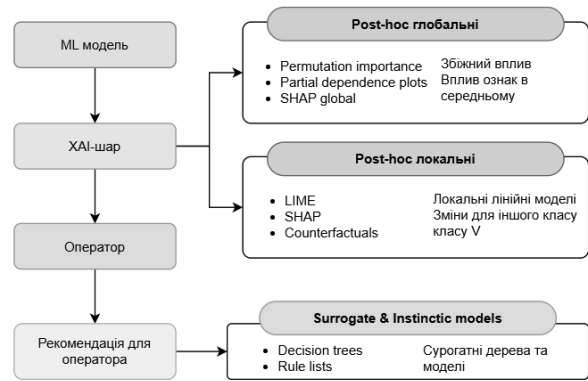 ML модель
XAI-шар
Оператор
Рекомендація для
оператора
Post-hoc глобальні
• Permutation importance
• Partial dependence plots
• SHAP global
Збіжний вплив
Вплив ознак в
середньому
Post-hoc локальні
• LIME
• SHAP
• Counterfactuals
Локальні лінійні моделі
Зміни для іншого класу
класу V
Surrogate & Instinctic models
• Decision trees
• Rule lists
Сурогатні дерева та
моделі